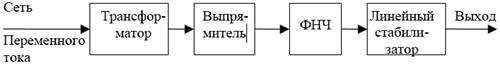 Сеть
Переменного
тока
Трансфор-
матор
Выпря-
митель
ФНЧ
Линейный
стабили-
затор
Выход